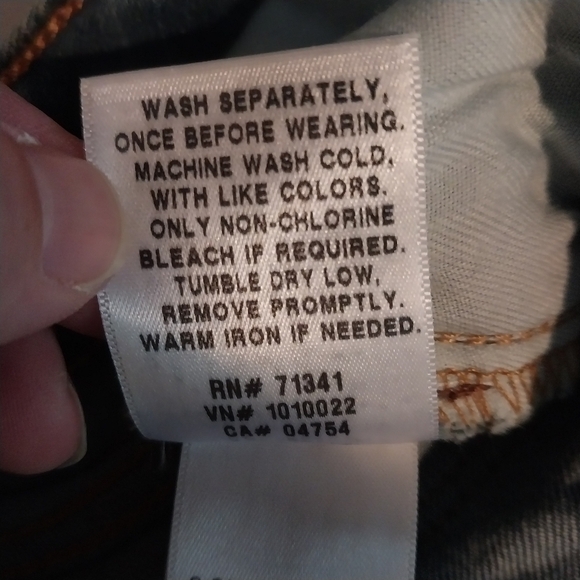 WASH SEPARATELY,
ONCE BEFORE WEARING.
MACHINE WASH COLD,
WITH LIKE COLORS.
ONLY NON-CHLORINE
BLEACH IF REQUIRED.
TUMBLE DRY LOW,
REMOVE PROMPTLY.
WARM IRON IF NEEDED.
RN# 71341
VN# 1010022
CA# 04754